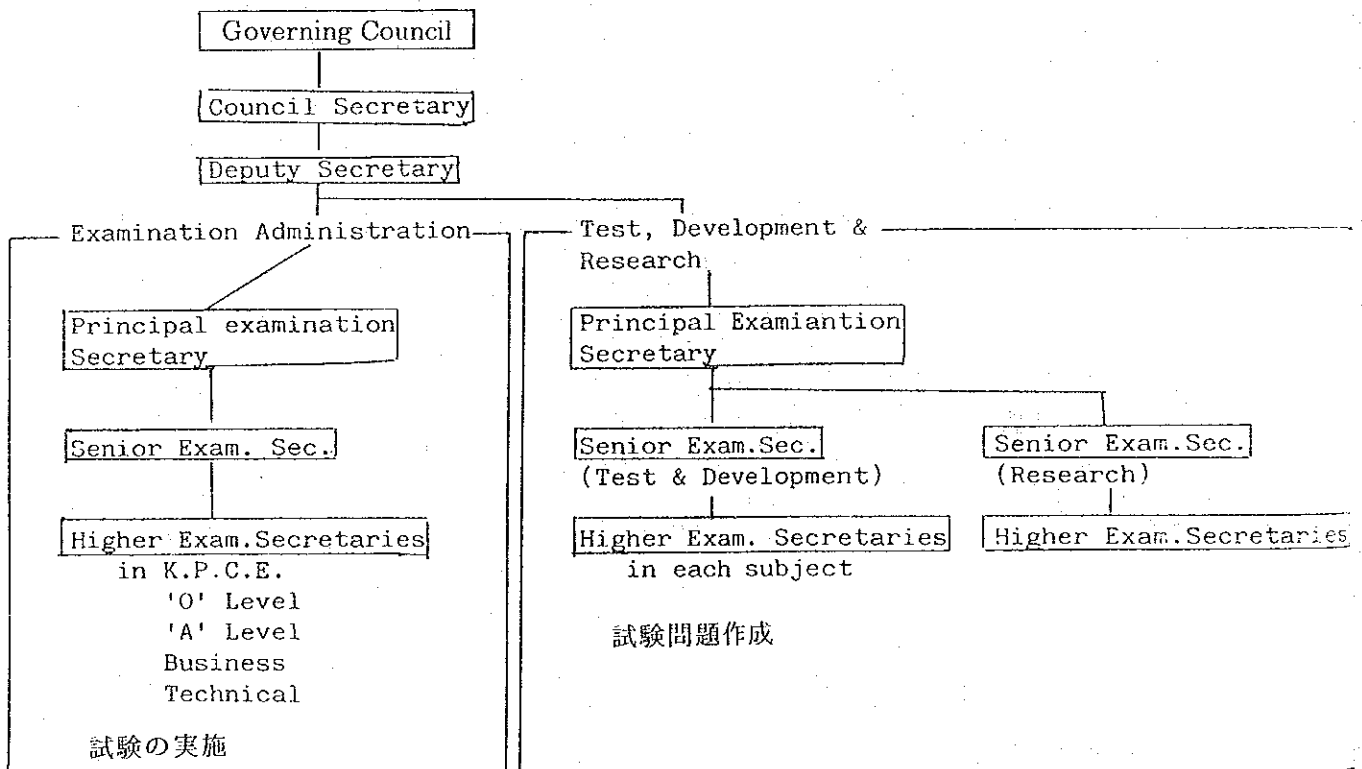 Governing Council
Council Secretary
Deputy Secretary
Examination Administration
Principal examination
Secretary
Senior Exam. Sec.
Higher Exam.Secretaries
in K.P.C.E.
'O' Level
'A' Level
Business
Technical
試験の実施
Test, Development &
Research
Principal Examiantion
Secretary
Senior Exam.Sec.
(Test & Development)
Higher Exam. Secretaries
in each subject
試験問題作成
Senior Exam.Sec.
(Research)
Higher Exam.Secretaries